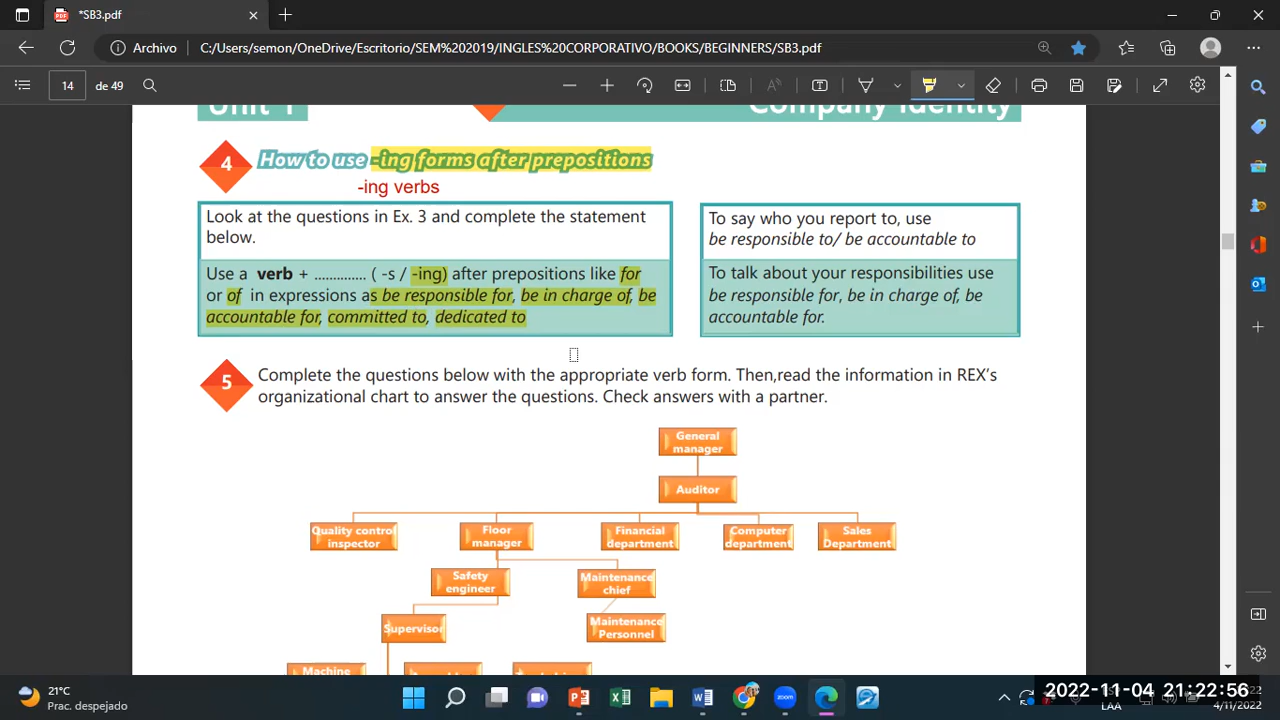 *SB3.pdf
Archivo
C:/Users/semon/OneDrive/Escritorio/SEM%202019/INGLES%20CORPORATIVO/BOOKS/BEGINNERS/SB3.pdf
14 de 49
Unit 1
Company Identity
4 How to use -ing forms after prepositions
-ing verbs
Look at the questions in Ex. 3 and complete the statement
below.
Use a verb + .............. ( -s / -ing) after prepositions like for
or of in expressions as be responsible for, be in charge of, be
accountable for, committed to, dedicated to
To say who you report to, use
be responsible to/ be accountable to
To talk about your responsibilities use
be responsible for, be in charge of, be
accountable for.
5 Complete the questions below with the appropriate verb form. Then,read the information in REX's
organizational chart to answer the questions. Check answers with a partner.
General
manager
Auditor
Quality control
inspector
Floor
manager
Financial
department
Computer
department
Sales
Department
Safety
engineer
Maintenance
chief
Supervisor
Maintenance
Personnel
Machine
21°C
Prac. despejado
zoom
LAA
2022-11-04 21:22:56
4/11/2022